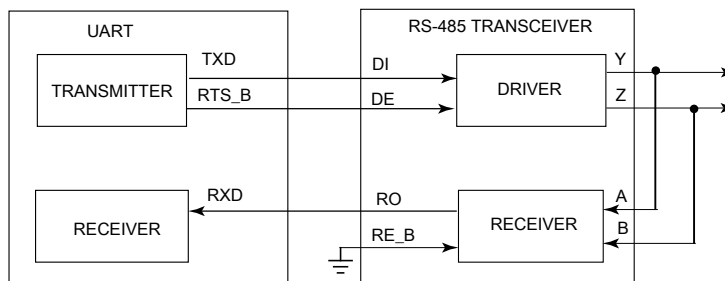 UART
RS-485 TRANSCEIVER
TXD
DI
Y
TRANSMITTER
DRIVER
RTS_B
DE
Z
RXD
RO
A
RECEIVER
RECEIVER
RE_B
B